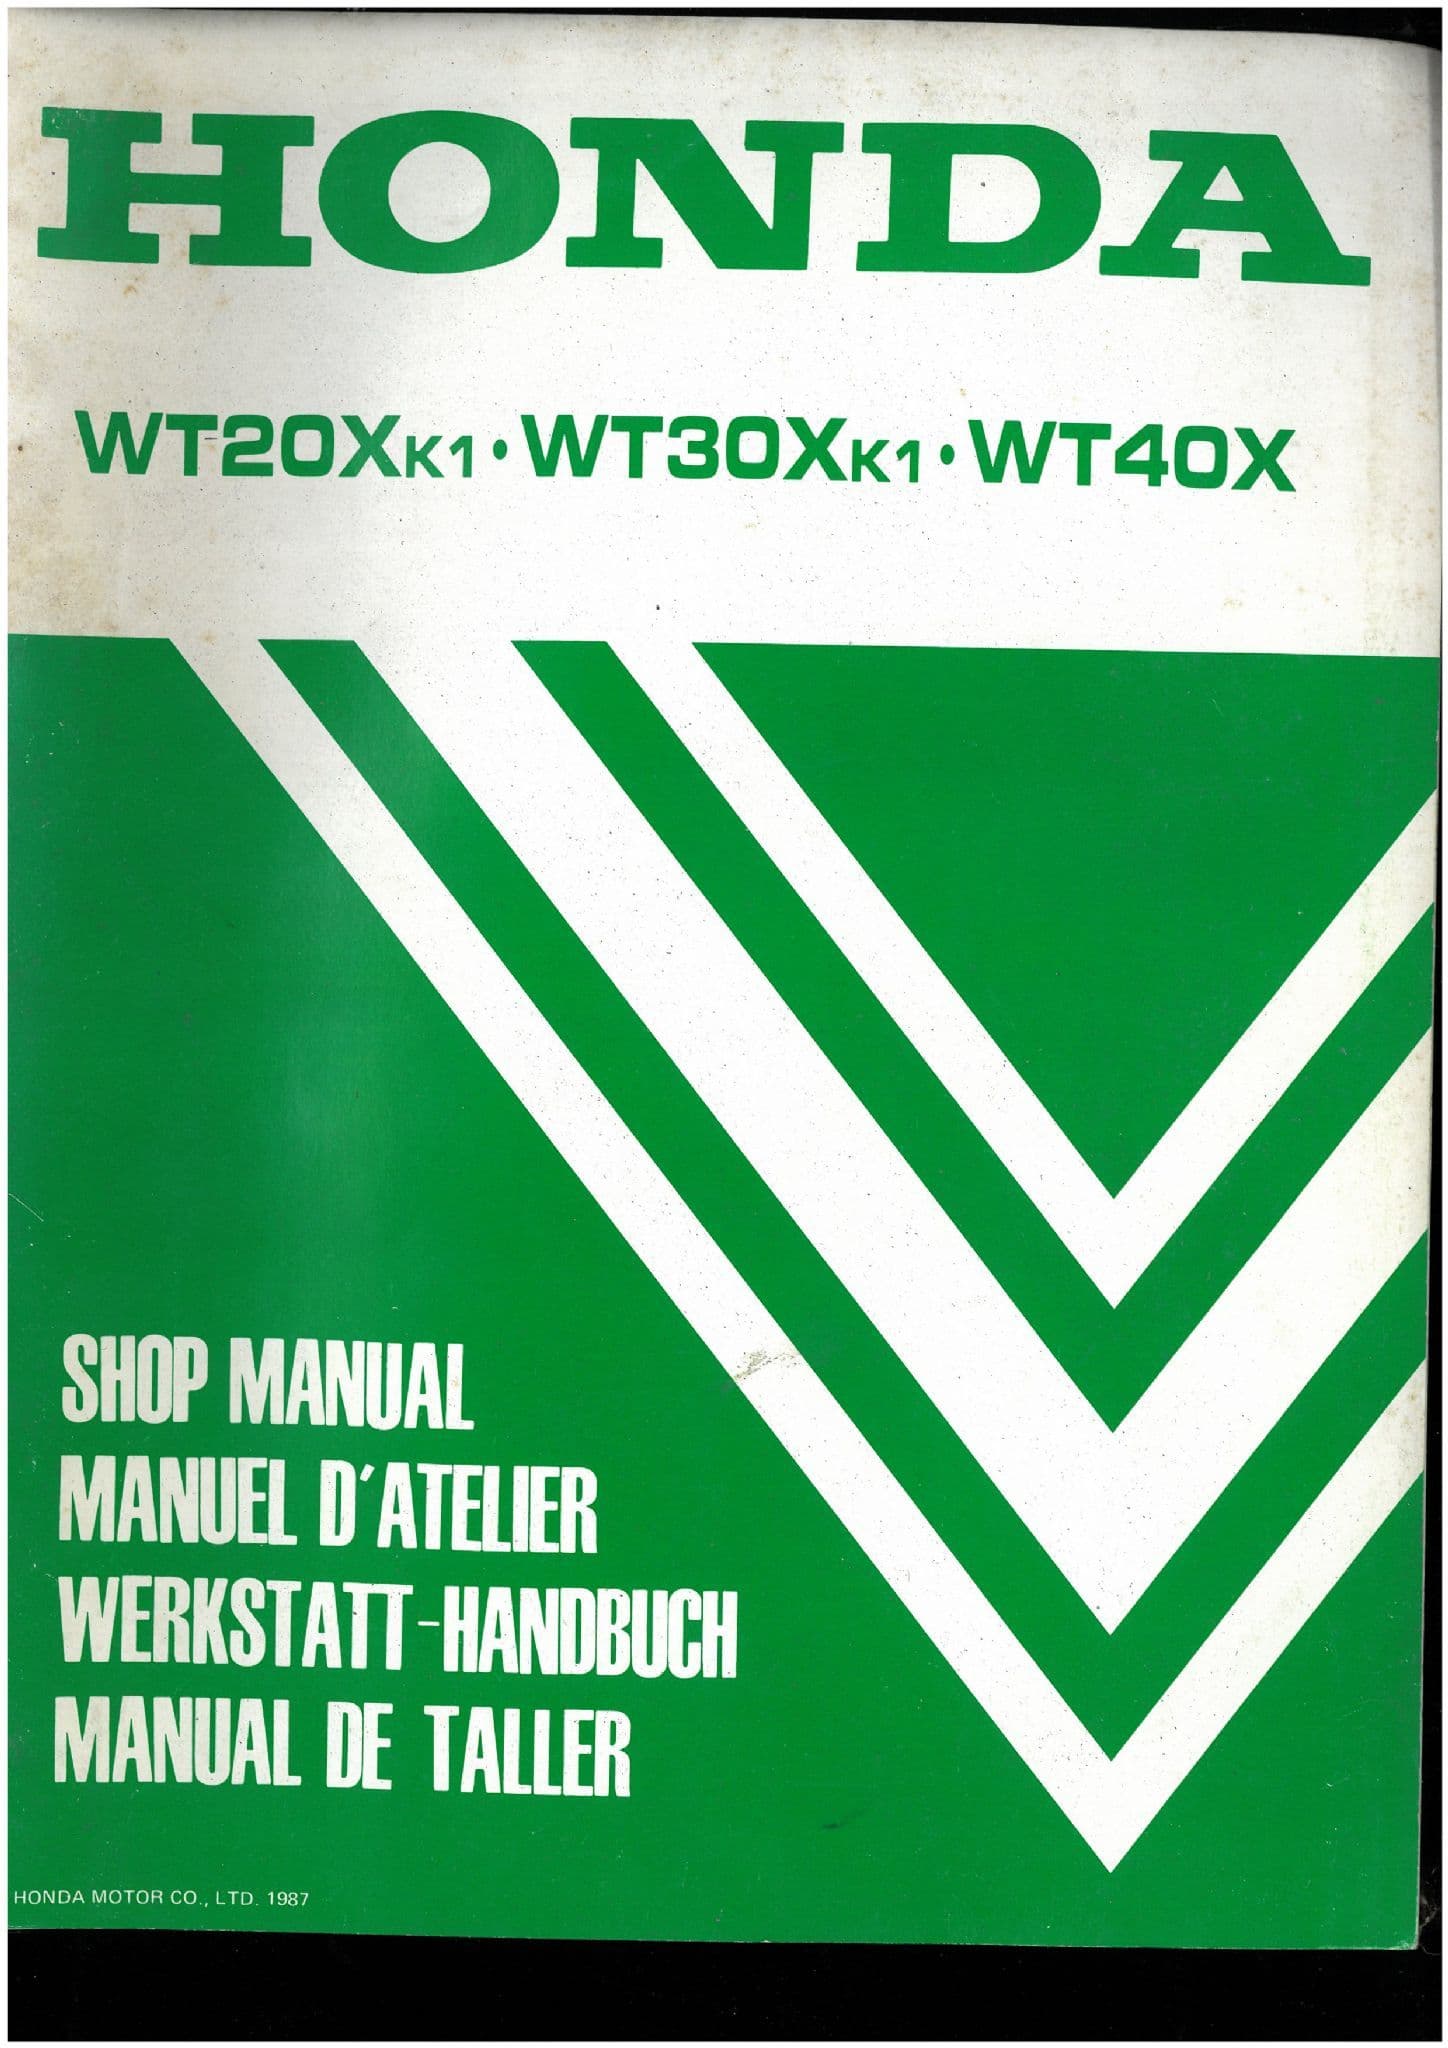 HONDA
WT20XK1・WT30XK1・WT40X
SHOP MANUAL
MANUEL D'ATELIER
WERKSTATT-HANDBUCH
MANUAL DE TALLER
HONDA MOTOR CO., LTD. 1987